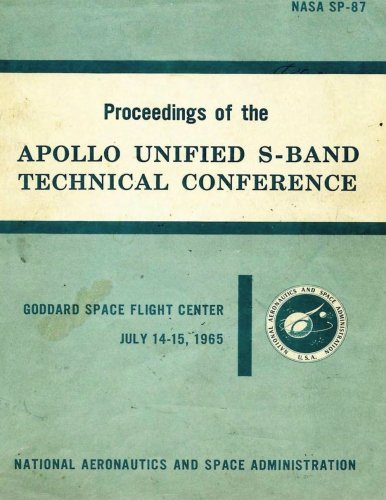 NASA SP-87
Proceedings of the
APOLLO UNIFIED S-BAND
TECHNICAL CONFERENCE
GODDARD SPACE FLIGHT CENTER
JULY 14-15, 1965
NATIONAL AERONAUTICS AND SPACE ADMINISTRATION
U.S.A.
NATIONAL AERONAUTICS AND SPACE ADMINISTRATION